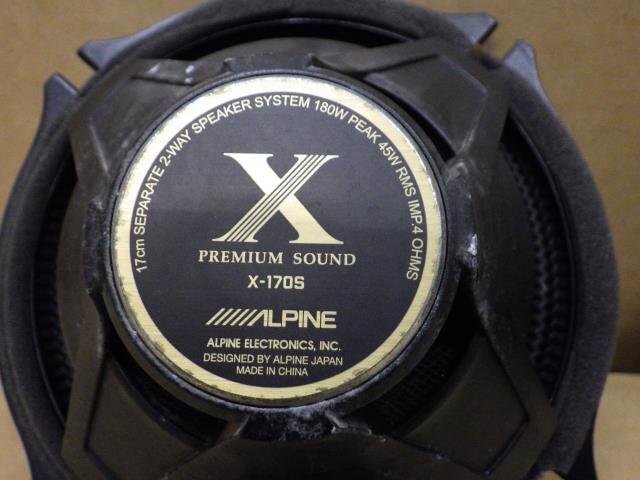 17cm SEPARATE 2-WAY SPEAKER SYSTEM 180W PEAK 45W RMS IMP.4 OHMS
X
PREMIUM SOUND
X-170S
ALPINE
ALPINE ELECTRONICS, INC.
DESIGNED BY ALPINE JAPAN
MADE IN CHINA